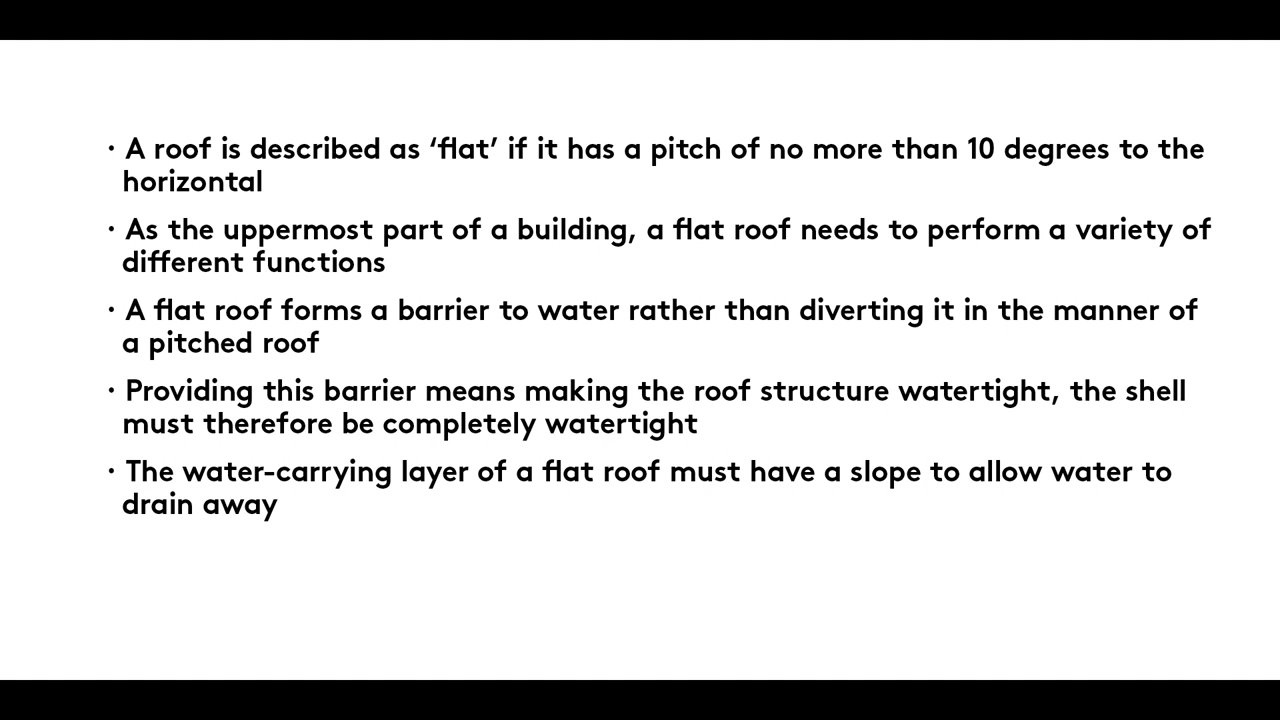 · A roof is described as ‘flat’ if it has a pitch of no more than 10 degrees to the
horizontal
· As the uppermost part of a building, a flat roof needs to perform a variety of
different functions
· A flat roof forms a barrier to water rather than diverting it in the manner of
a pitched roof
· Providing this barrier means making the roof structure watertight, the shell
must therefore be completely watertight
· The water-carrying layer of a flat roof must have a slope to allow water to
drain away